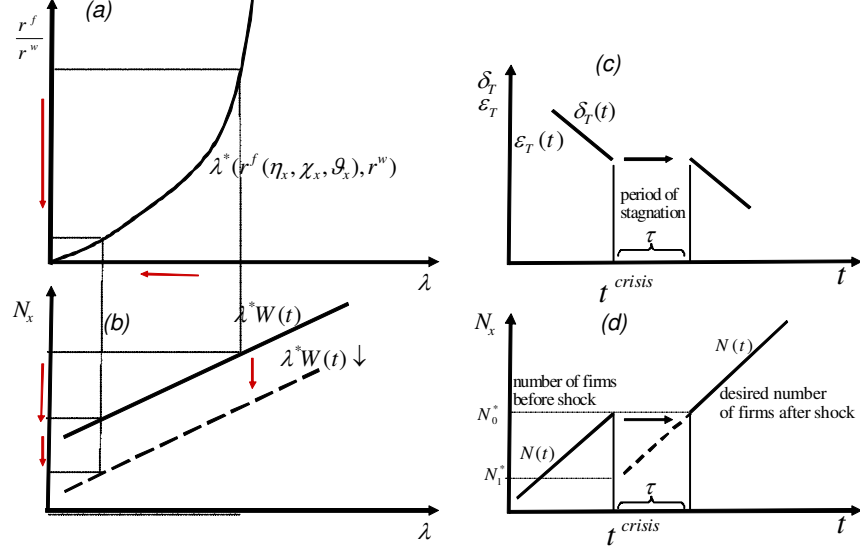 (a)
r^f
r^w
λ*(r^f(η_x, χ_x, ϑ_x), r^w)
λ
N_x
(b)
λ*W(t)
λ*W(t) ↓
λ
(c)
δ_T
ε_T
δ_T(t)
ε_T(t)
period of
stagnation
τ
t^crisis
t
N_x
(d)
N(t)
number of firms
before shock
desired number
of firms after shock
N_0^*
N(t)
N_1^*
τ
t^crisis
t